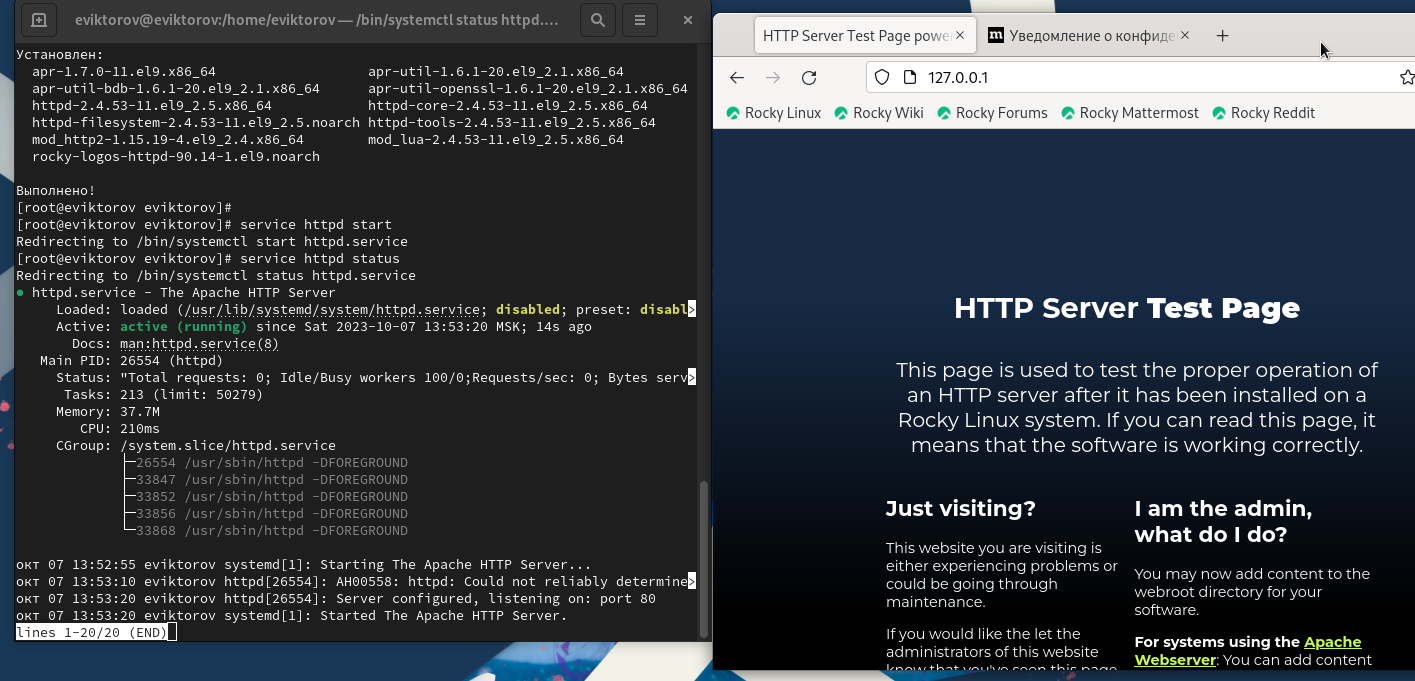 eviktorov@eviktorov:/home/eviktorov — /bin/systemctl status httpd....
Установлен:
apr-1.7.0-11.el9.x86_64 apr-util-1.6.1-20.el9_2.1.x86_64
apr-util-bdb-1.6.1-20.el9_2.1.x86_64 apr-util-openssl-1.6.1-20.el9_2.1.x86_64
httpd-2.4.53-11.el9_2.5.x86_64 httpd-core-2.4.53-11.el9_2.5.x86_64
httpd-filesystem-2.4.53-11.el9_2.5.noarch httpd-tools-2.4.53-11.el9_2.5.x86_64
mod_http2-1.15.19-4.el9_2.4.x86_64 mod_lua-2.4.53-11.el9_2.5.x86_64
rocky-logos-httpd-90.14-1.el9.noarch
Выполнено!
[root@eviktorov eviktorov]#
[root@eviktorov eviktorov]# service httpd start
Redirecting to /bin/systemctl start httpd.service
[root@eviktorov eviktorov]# service httpd status
Redirecting to /bin/systemctl status httpd.service
● httpd.service - The Apache HTTP Server
Loaded: loaded (/usr/lib/systemd/system/httpd.service; disabled; preset: disabl>
Active: active (running) since Sat 2023-10-07 13:53:20 MSK; 14s ago
Docs: man:httpd.service(8)
Main PID: 26554 (httpd)
Status: "Total requests: 0; Idle/Busy workers 100/0;Requests/sec: 0; Bytes serv>
Tasks: 213 (limit: 50279)
Memory: 37.7M
CPU: 210ms
CGroup: /system.slice/httpd.service
├─26554 /usr/sbin/httpd -DFOREGROUND
├─33847 /usr/sbin/httpd -DFOREGROUND
├─33852 /usr/sbin/httpd -DFOREGROUND
├─33856 /usr/sbin/httpd -DFOREGROUND
└─33868 /usr/sbin/httpd -DFOREGROUND
окт 07 13:52:55 eviktorov systemd[1]: Starting The Apache HTTP Server...
окт 07 13:53:10 eviktorov httpd[26554]: AH00558: httpd: Could not reliably determine>
окт 07 13:53:20 eviktorov httpd[26554]: Server configured, listening on: port 80
окт 07 13:53:20 eviktorov systemd[1]: Started The Apache HTTP Server.
lines 1-20/20 (END)
HTTP Server Test Page powe
m Уведомление о конфиде
127.0.0.1
Rocky Linux Rocky Wiki Rocky Forums Rocky Mattermost Rocky Reddit
HTTP Server Test Page
This page is used to test the proper operation of
an HTTP server after it has been installed on a
Rocky Linux system. If you can read this page, it
means that the software is working correctly.
Just visiting?
This website you are visiting is
either experiencing problems or
could be going through
maintenance.
If you would like the let the
administrators of this website
know that you've seen this page
I am the admin,
what do I do?
You may now add content to the
webroot directory for your
software.
For systems using the Apache
Webserver: You can add content